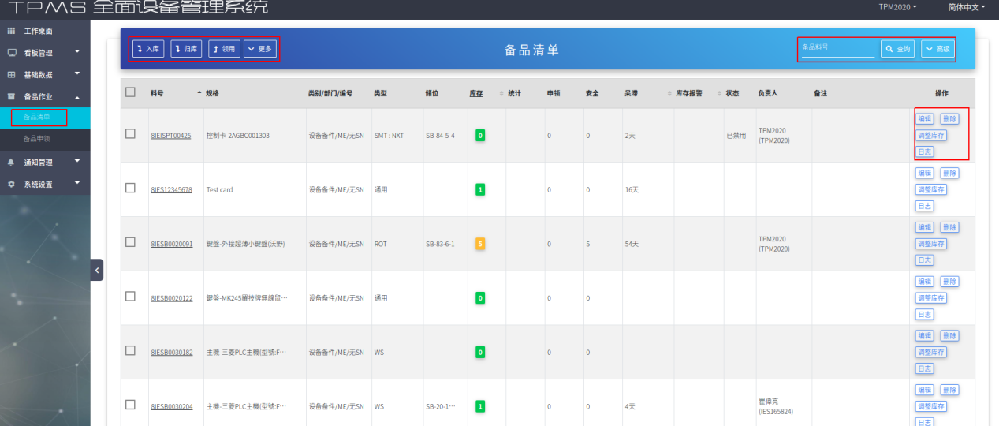 TPMS 全面设备管理系统
TPM2020 简体中文
工作桌面
看板管理
基础数据
备品作业
备品清单
备品申领
通知管理
系统设置
入库 归库 领用 更多
备品清单
备品料号 查询 高级
料号 规格 类别/部门/编号 类型 储位 库存 统计 申领 安全 呆滞 库存报警 状态 负责人 备注 操作
8IEISPT00425 控制卡-2AGBC001303 设备备件/ME/无SN SMT : NXT SB-84-5-4 0 0 0 2天 已禁用 TPM2020 (TPM2020) 编辑 删除 调整库存 日志
8IES12345678 Test card 设备备件/ME/无SN 通用 1 0 0 16天 编辑 删除 调整库存 日志
8IESB0020091 鍵盤-外接超薄小鍵盤(沃野) 设备备件/ME/无SN ROT SB-83-6-1 5 0 5 54天 TPM2020 (TPM2020) 编辑 删除 调整库存 日志
8IESB0020122 鍵盤-MK245羅技牌無線鼠… 设备备件/ME/无SN 通用 0 0 0 编辑 删除 调整库存 日志
8IESB0030182 主機-三菱PLC主機(型號:F… 设备备件/ME/无SN WS 0 0 0 编辑 删除 调整库存 日志
8IESB0030204 主機-三菱PLC主機(型號:F… 设备备件/ME/无SN WS SB-20-1… 1 0 0 4天 瞿偉亮 (IES165824) 编辑 删除 调整库存 日志